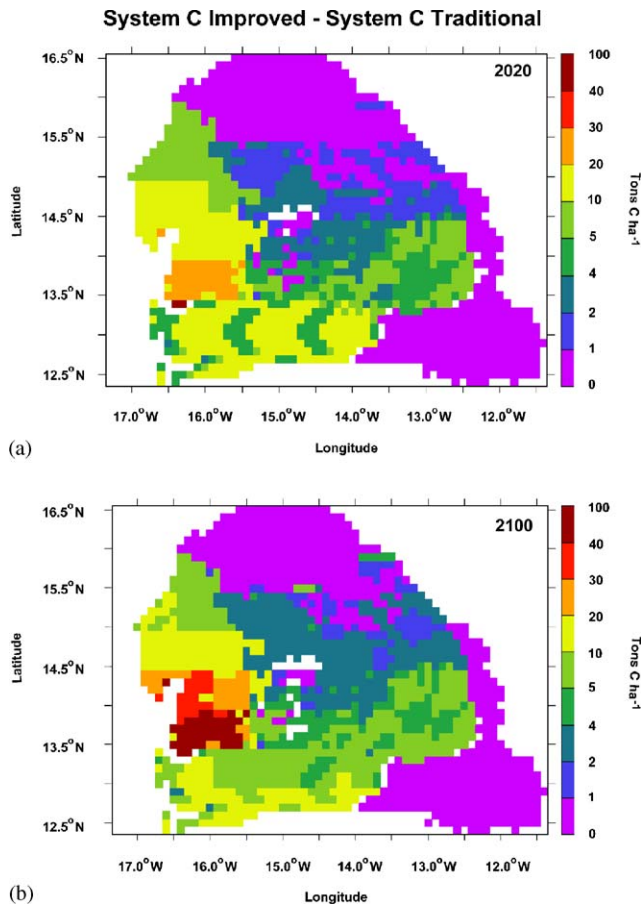 System C Improved - System C Traditional
(a)
2020
16.5°N
15.5°N
14.5°N
13.5°N
12.5°N
Latitude
17.0°W 16.0°W 15.0°W 14.0°W 13.0°W 12.0°W
Longitude
100
40
30
20
10
5
4
2
1
0
Tons C ha-1
(b)
2100
16.5°N
15.5°N
14.5°N
13.5°N
12.5°N
Latitude
17.0°W 16.0°W 15.0°W 14.0°W 13.0°W 12.0°W
Longitude
100
40
30
20
10
5
4
2
1
0
Tons C ha-1